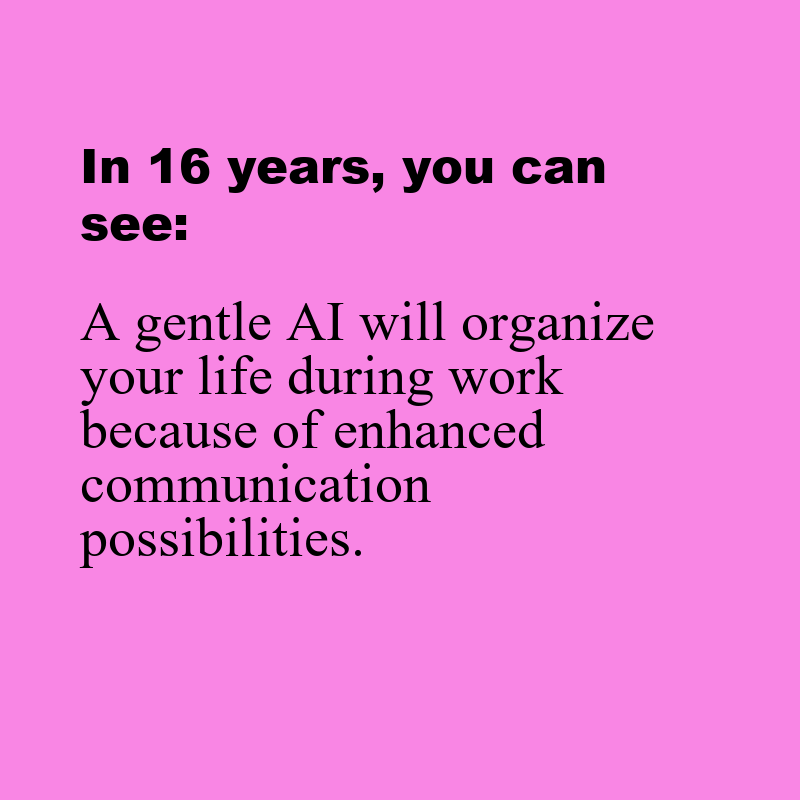 In 16 years, you can
see:
A gentle AI will organize
your life during work
because of enhanced
communication
possibilities.